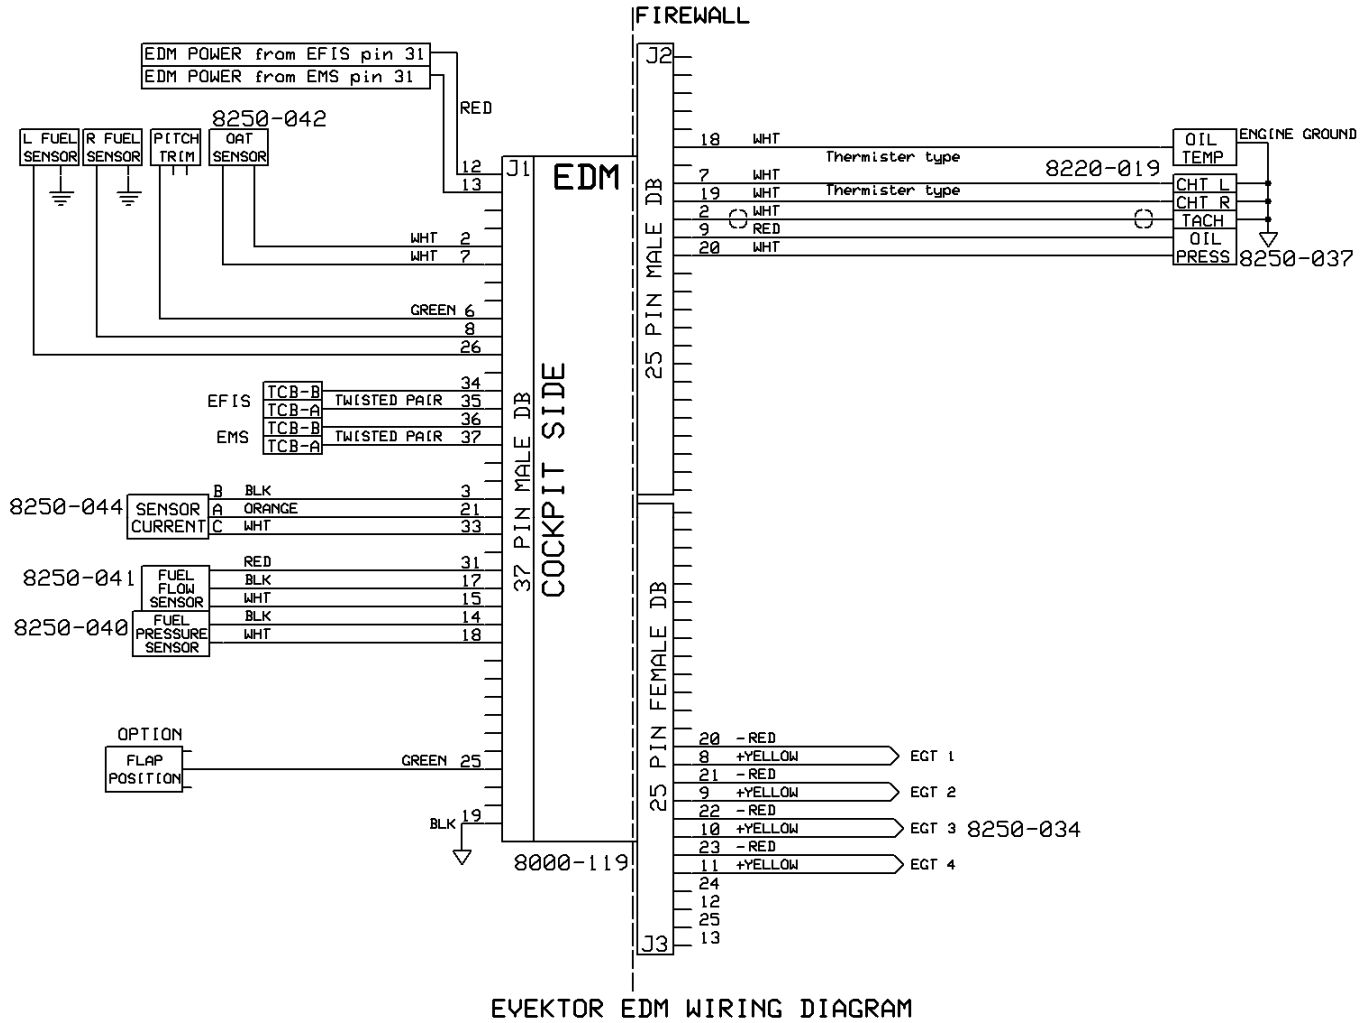 FIREWALL
EDM POWER from EFIS pin 31
EDM POWER from EMS pin 31
RED
8250-042
L FUEL
SENSOR
R FUEL
SENSOR
PITCH
TRIM
OAT
SENSOR
12
13
WHT 2
WHT 7
GREEN 6
8
26
EFIS
TCB-B
TCB-A
TWISTED PAIR
34
35
EMS
TCB-B
TCB-A
TWISTED PAIR
36
37
8250-044
SENSOR
CURRENT
B BLK 3
A ORANGE 21
C WHT 33
8250-041
FUEL
FLOW
SENSOR
RED 31
BLK 17
WHT 15
8250-040
FUEL
PRESSURE
SENSOR
BLK 14
WHT 18
OPTION
FLAP
POSITION
GREEN 25
BLK 19
J1
EDM
37 PIN MALE DB
COCKPIT SIDE
8000-119
J2
25 PIN MALE DB
18 WHT
Thermister type
OIL
TEMP
ENGINE GROUND
8220-019
7 WHT
Thermister type
CHT L
19 WHT
CHT R
2 WHT
TACH
9 RED
20 WHT
OIL
PRESS
8250-037
25 PIN FEMALE DB
20 -RED
8 +YELLOW
EGT 1
21 -RED
9 +YELLOW
EGT 2
22 -RED
10 +YELLOW
EGT 3
8250-034
23 -RED
11 +YELLOW
EGT 4
24
12
25
13
J3
EVEKTOR EDM WIRING DIAGRAM